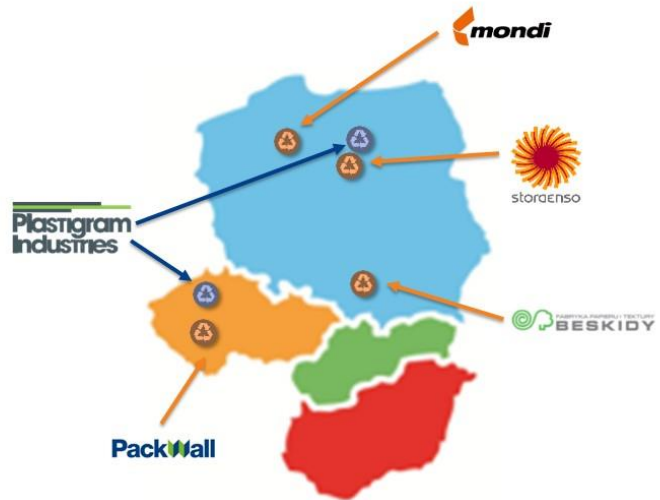 mondi
storaenso
Plastigram
Industries
FABRYKA PAPIERU I TEKTURY
BESKIDY
PackWall